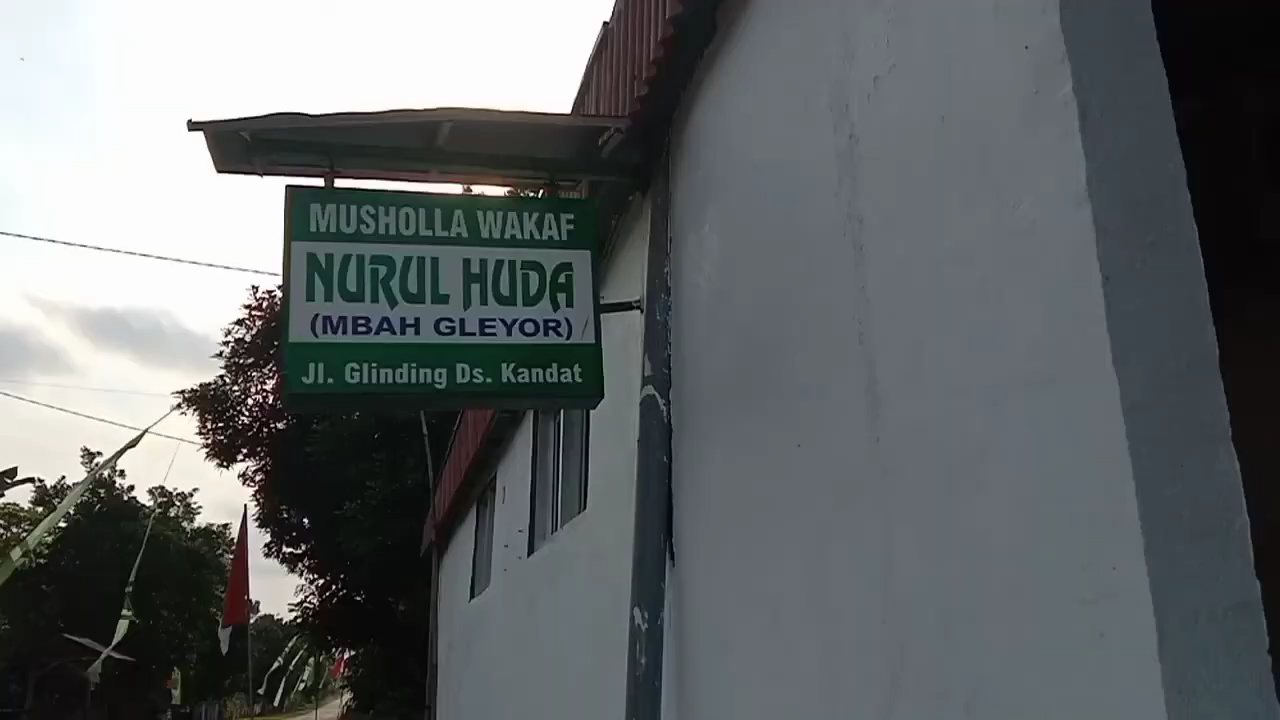 MUSHOLLA WAKAF
NURUL HUDA
(MBAH GLEYOR)
Jl. Glinding Ds. Kandat